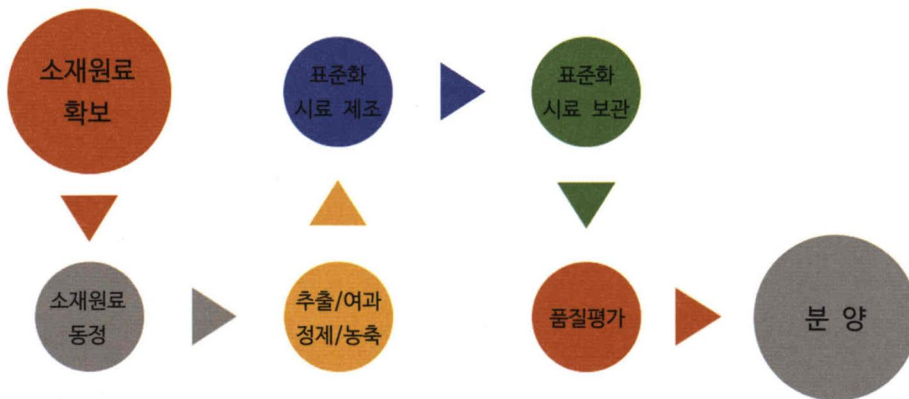 소재원료
확보
소재원료
동정
추출/여과
정제/농축
표준화
시료 제조
표준화
시료 보관
품질평가
분 양